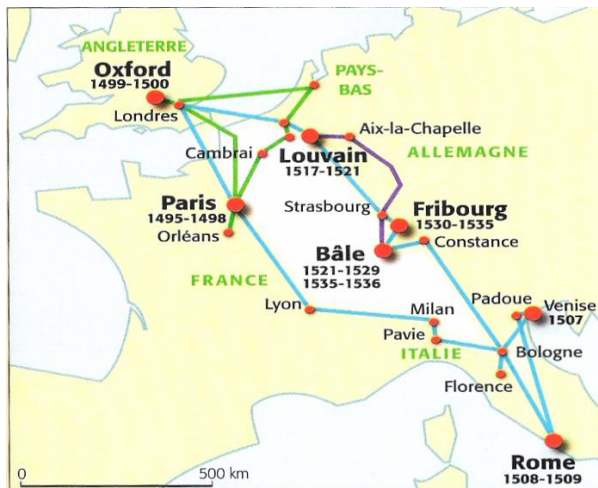 ANGLETERRE
Oxford
1499-1500
Londres
PAYS-
BAS
Cambrai
Louvain
1517-1521
Aix-la-Chapelle
ALLEMAGNE
Paris
1495-1498
Orléans
Strasbourg
Fribourg
1530-1535
Constance
Bâle
1521-1529
1535-1536
FRANCE
Lyon
Milan
Pavie
ITALIE
Padoue
Venise
1507
Bologne
Florence
Rome
1508-1509
0
500 km